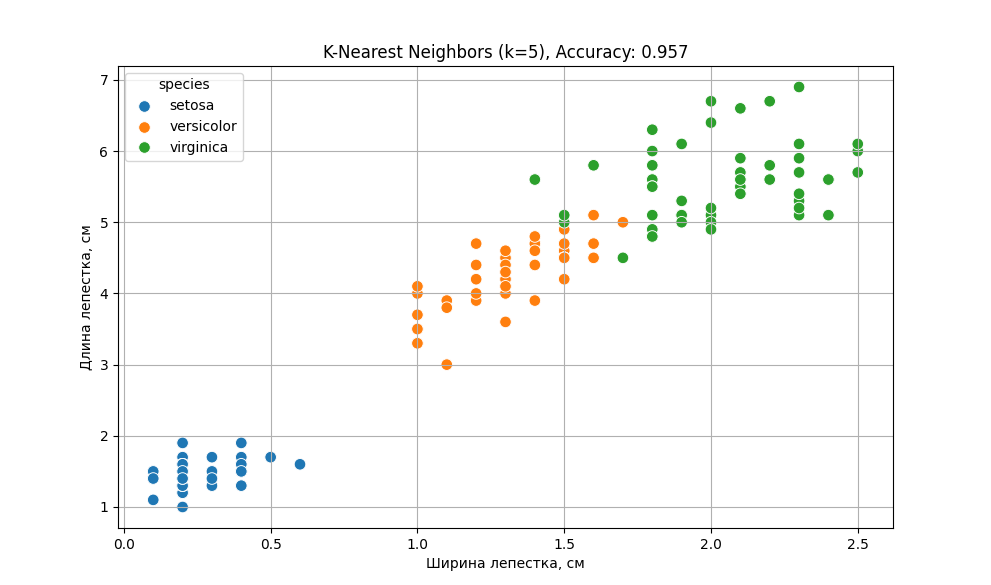 K-Nearest Neighbors (k=5), Accuracy: 0.957
species
setosa
versicolor
virginica
7
6
5
4
3
2
1
Длина лепестка, см
0.0 0.5 1.0 1.5 2.0 2.5
Ширина лепестка, см